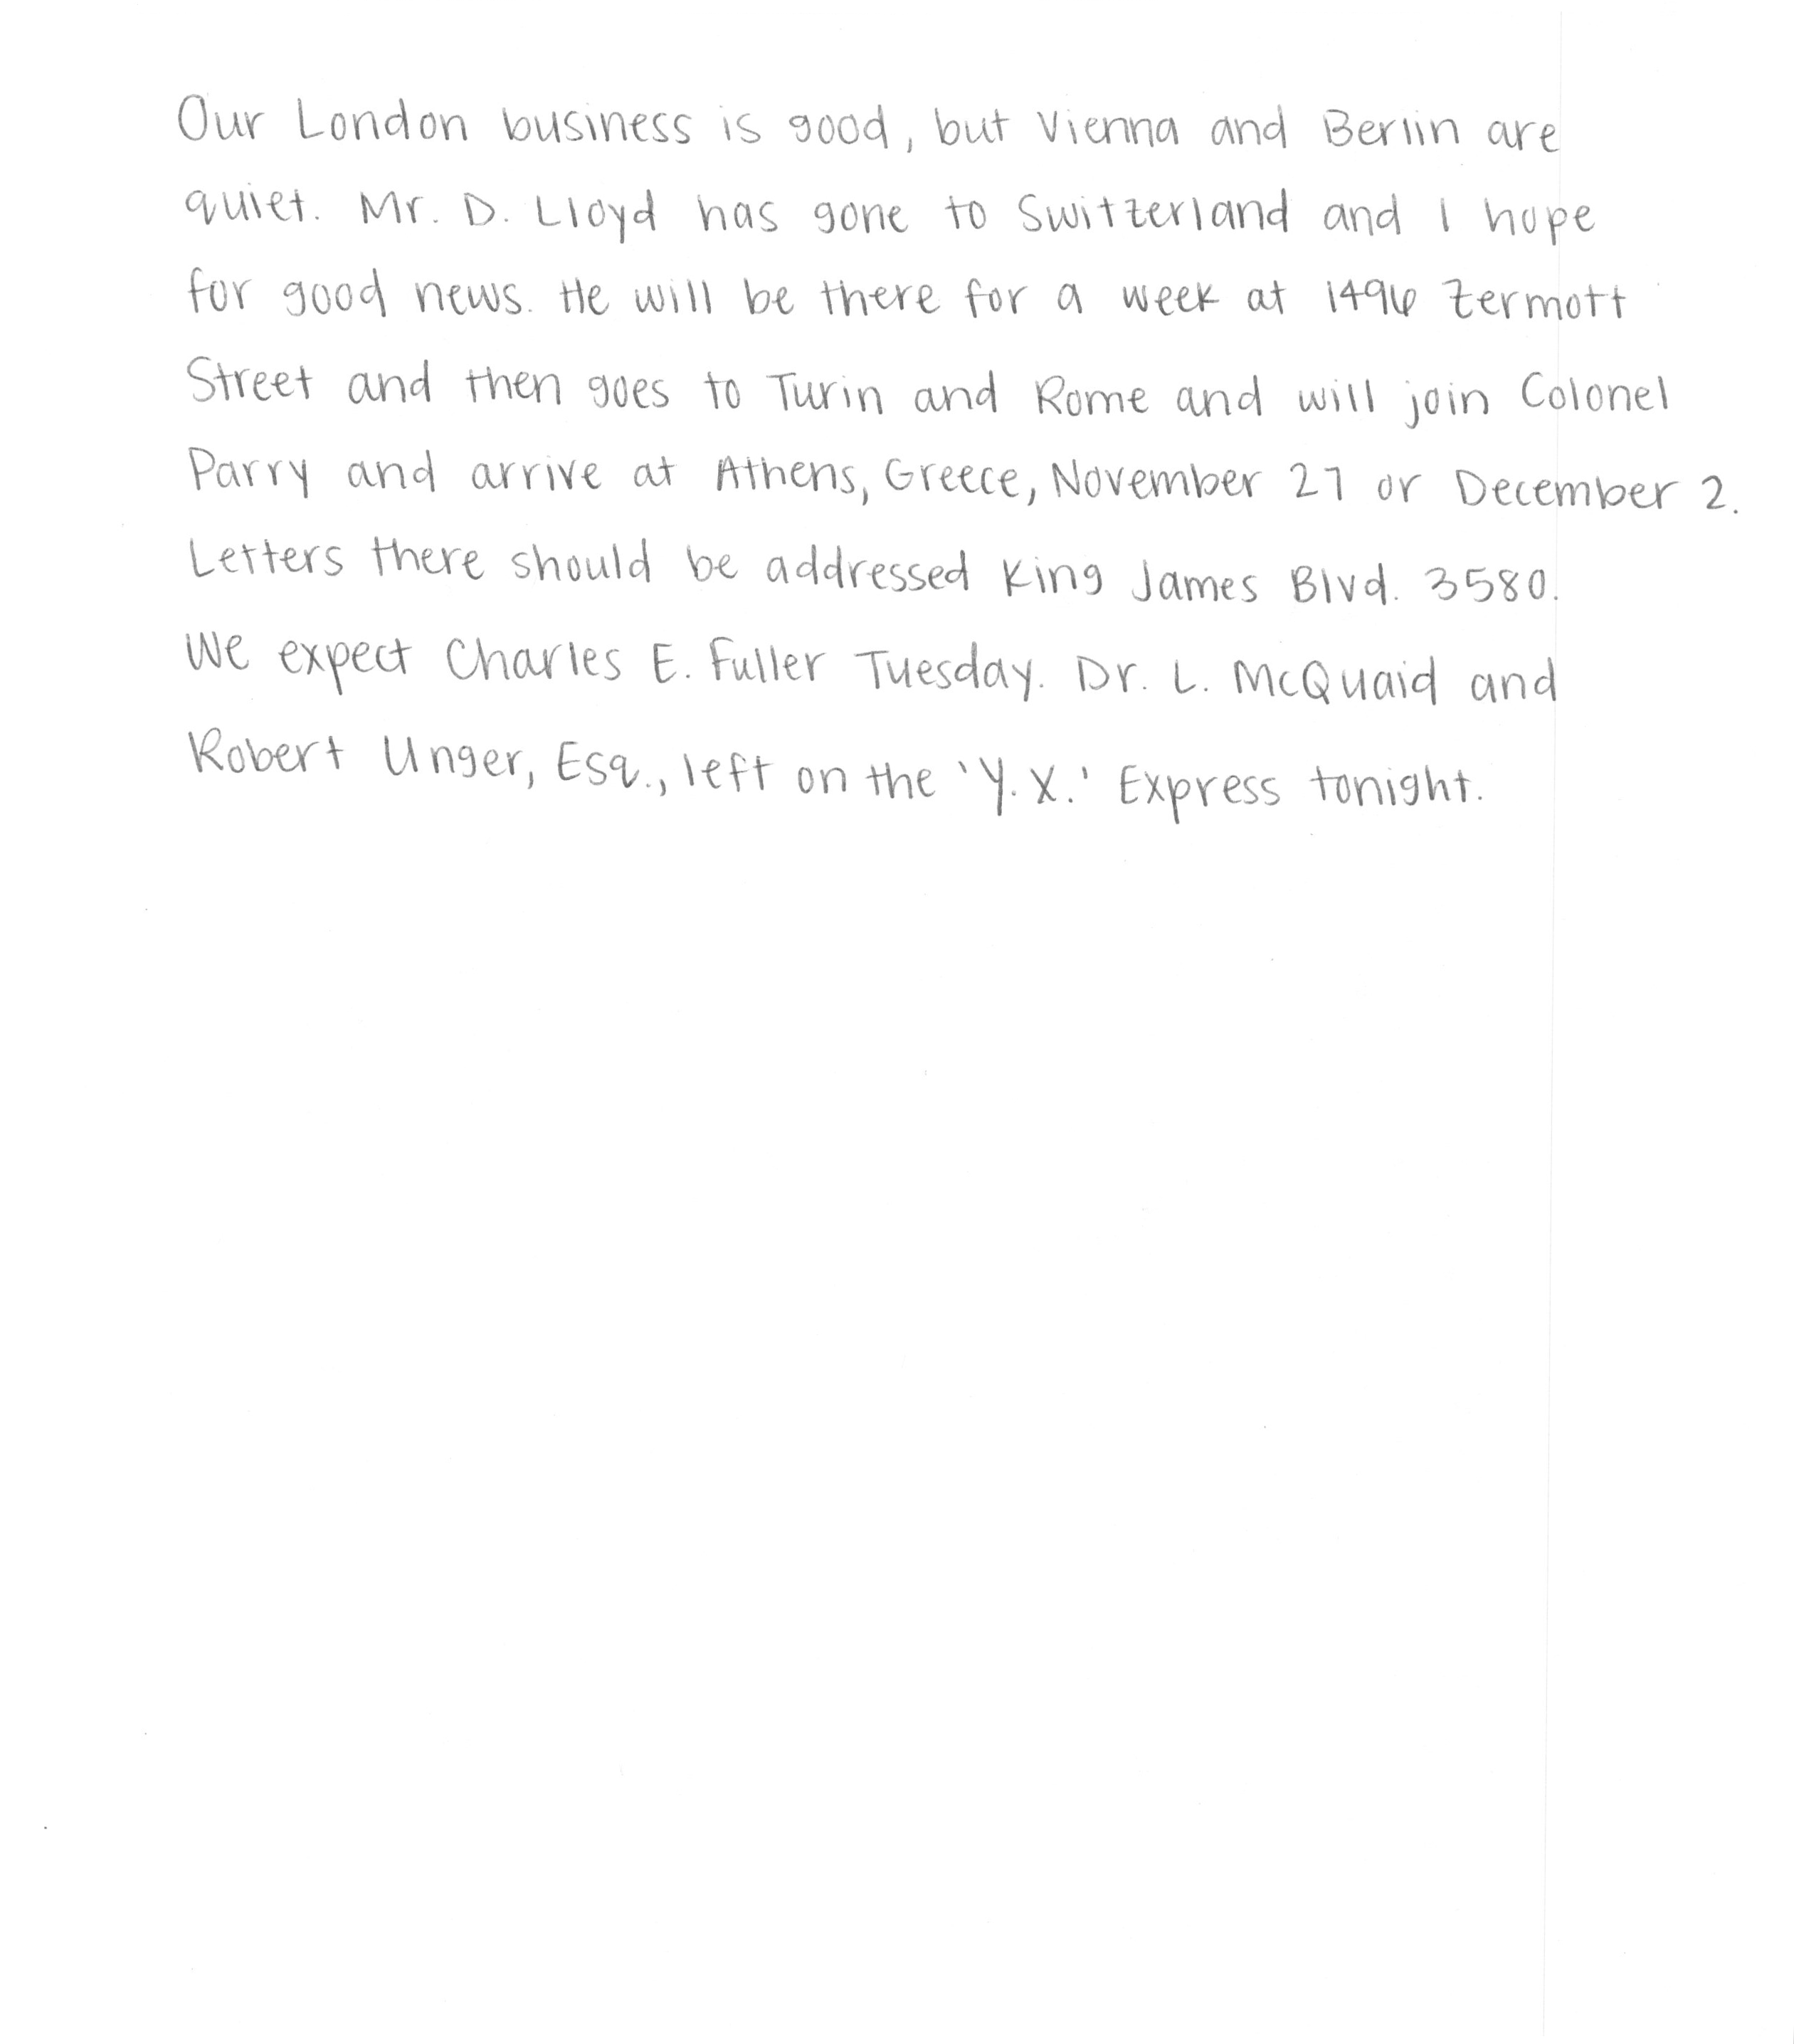 Our London business is good, but Vienna and Berlin are
quiet. Mr. D. Lloyd has gone to Switzerland and I hope
for good news. He will be there for a week at 1496 Zermott
Street and then goes to Turin and Rome and will join Colonel
Parry and arrive at Athens, Greece, November 27 or December 2.
Letters there should be addressed King James Blvd. 3580.
We expect Charles E. Fuller Tuesday. Dr. L. McQuaid and
Robert Unger, Esq., left on the 'Y.X.' Express tonight.